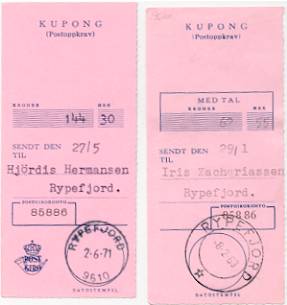 KUPONG
(Postoppkrav)
KRONER
ØRE
144
30
SENDT DEN 27/5
TIL
Hjördis Hermansen
Rypefjord.
POSTGIROKONTO
85886
POST
GIRO
RYPEFJORD
2-6-71
9510
DATOSTEMPEL
KUPONG
(Postoppkrav)
MED TAL
KRONER
ØRE
SENDT DEN 29/1
TIL
Iris Zachariassen
Rypefjord.
POSTGIROKONTO
85886
RYPEFJORD
DATOSTEMPEL